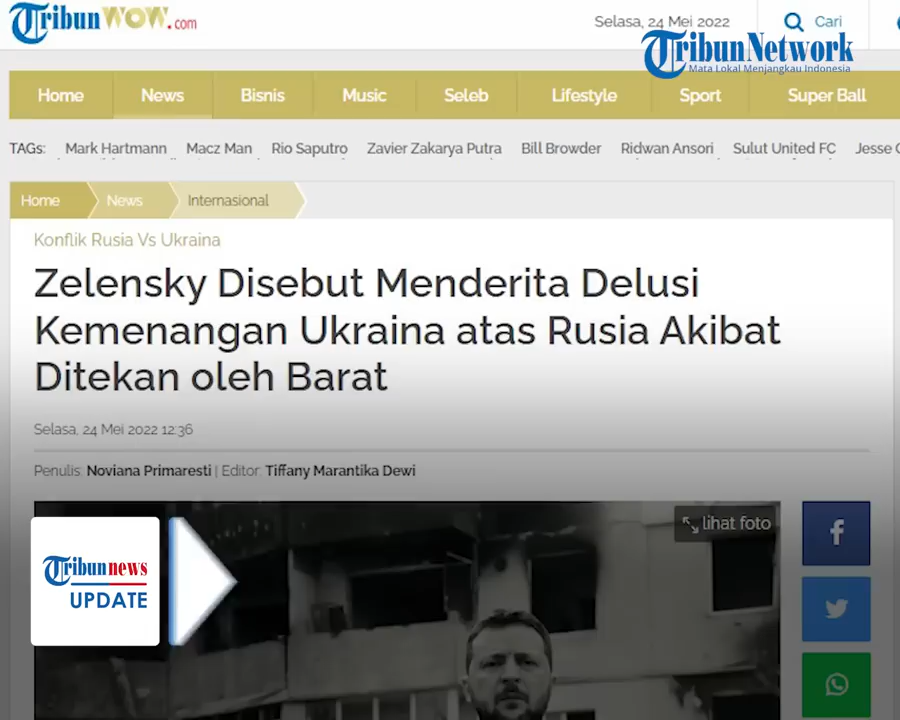 TribunWOW.com
Selasa, 24 Mei 2022
Cari
TribunNetwork
Mata Lokal Menjangkau Indonesia
Home News Bisnis Music Seleb Lifestyle Sport Super Ball
TAGs: Mark Hartmann Macz Man Rio Saputro Zavier Zakarya Putra Bill Browder Ridwan Ansori Sulut United FC Jesse
Home News Internasional
Konflik Rusia Vs Ukraina
Zelensky Disebut Menderita Delusi
Kemenangan Ukraina atas Rusia Akibat
Ditekan oleh Barat
Selasa, 24 Mei 2022 12:36
Penulis: Noviana Primaresti | Editor: Tiffany Marantika Dewi
lihat foto
Tribunnews
UPDATE